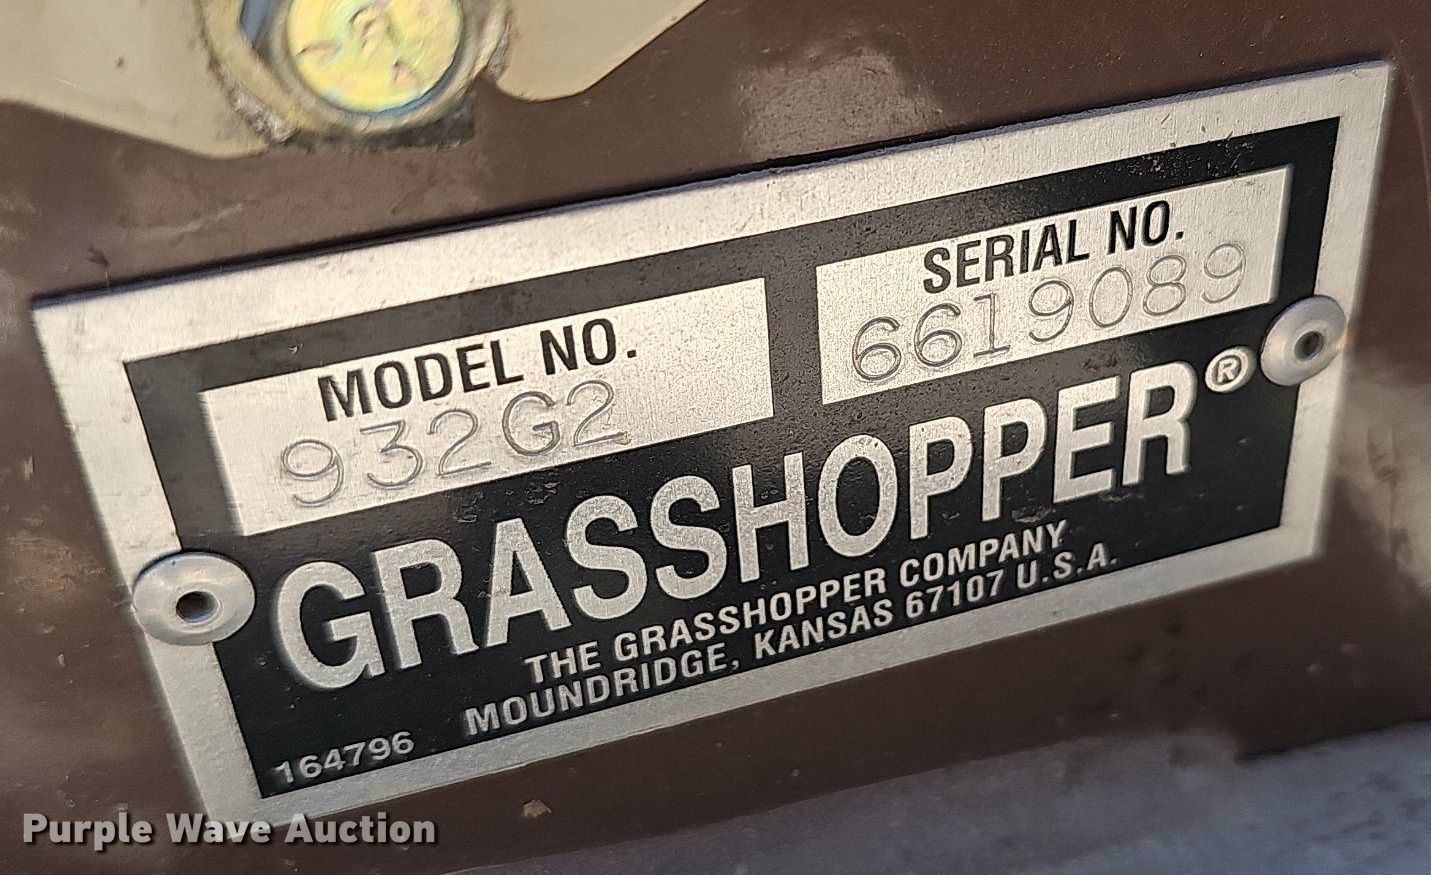 MODEL NO.
932G2
SERIAL NO.
6619089
GRASSHOPPER®
THE GRASSHOPPER COMPANY
MOUNDRIDGE, KANSAS 67107 U.S.A.
164796
Purple Wave Auction